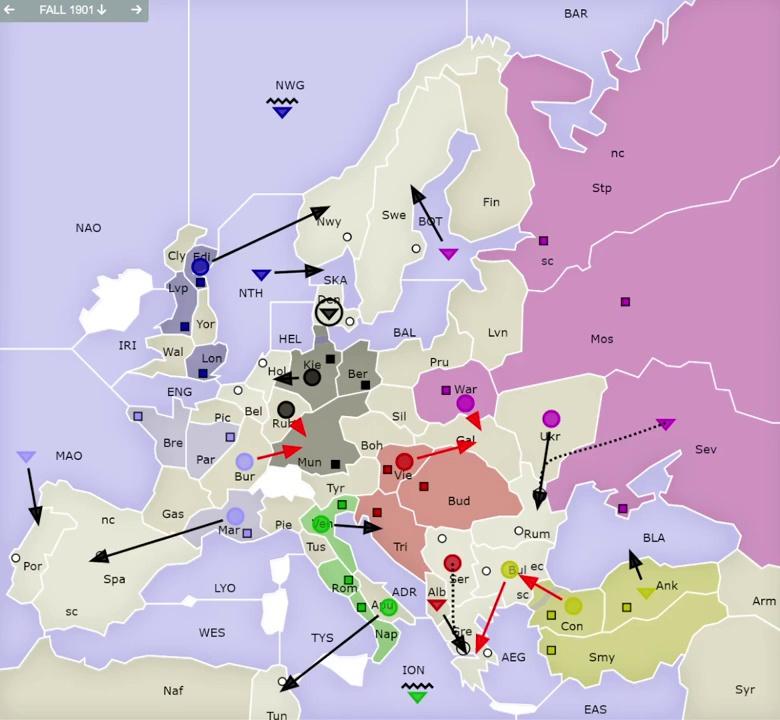 FALL 1901
BAR
NWG
nc
Stp
Fin
Nwy
Swe
BOT
NAO
Cly
Edi
SKA
sc
NTH
Lvp
Den
Mos
Yor
IRI
HEL
BAL
Lvn
Wal
Lon
Hol
Kie
Ber
Pru
ENG
War
Bel
Pic
Ruh
Sil
Gal
Ukr
Bre
Boh
Sev
MAO
Par
Bur
Mun
Vie
Tyr
Bud
nc
Gas
Mar
Pie
Ven
Rum
BLA
Tus
Tri
Por
Spa
Ser
Bul
ec
Ank
LYO
Rom
ADR
Alb
sc
Arm
sc
Apu
Con
WES
Nap
Gre
TYS
AEG
Smy
ION
Naf
Syr
Tun
EAS